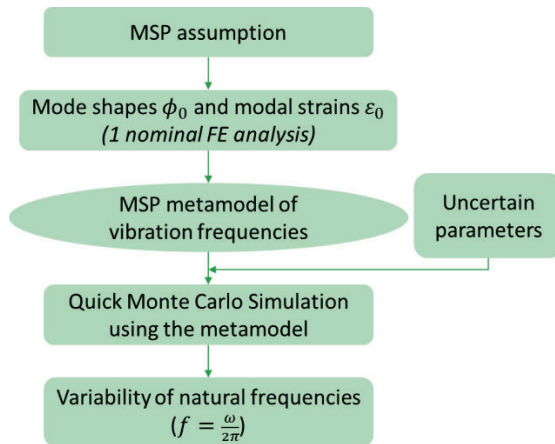 MSP assumption
Mode shapes ϕ₀ and modal strains ε₀
(1 nominal FE analysis)
MSP metamodel of
vibration frequencies
Uncertain
parameters
Quick Monte Carlo Simulation
using the metamodel
Variability of natural frequencies
(f = ω/2π)